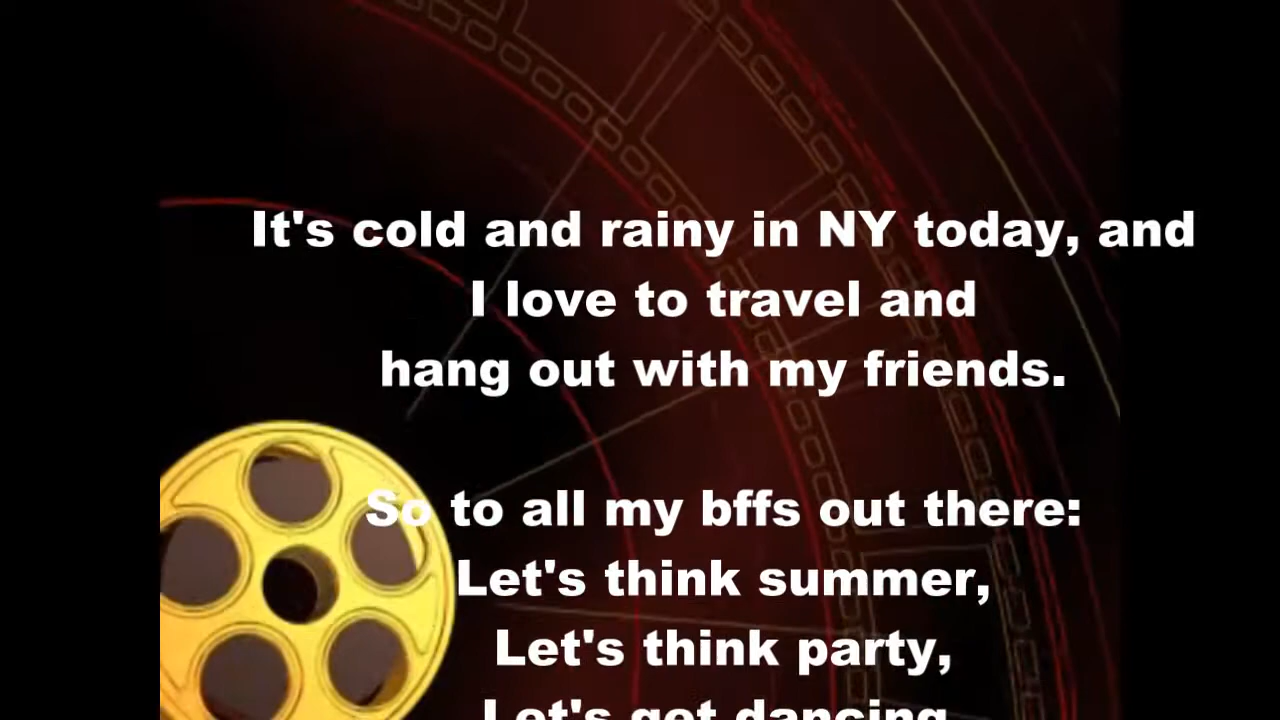 It's cold and rainy in NY today, and
I love to travel and
hang out with my friends.
So to all my bffs out there:
Let's think summer,
Let's think party,
Let's get dancing